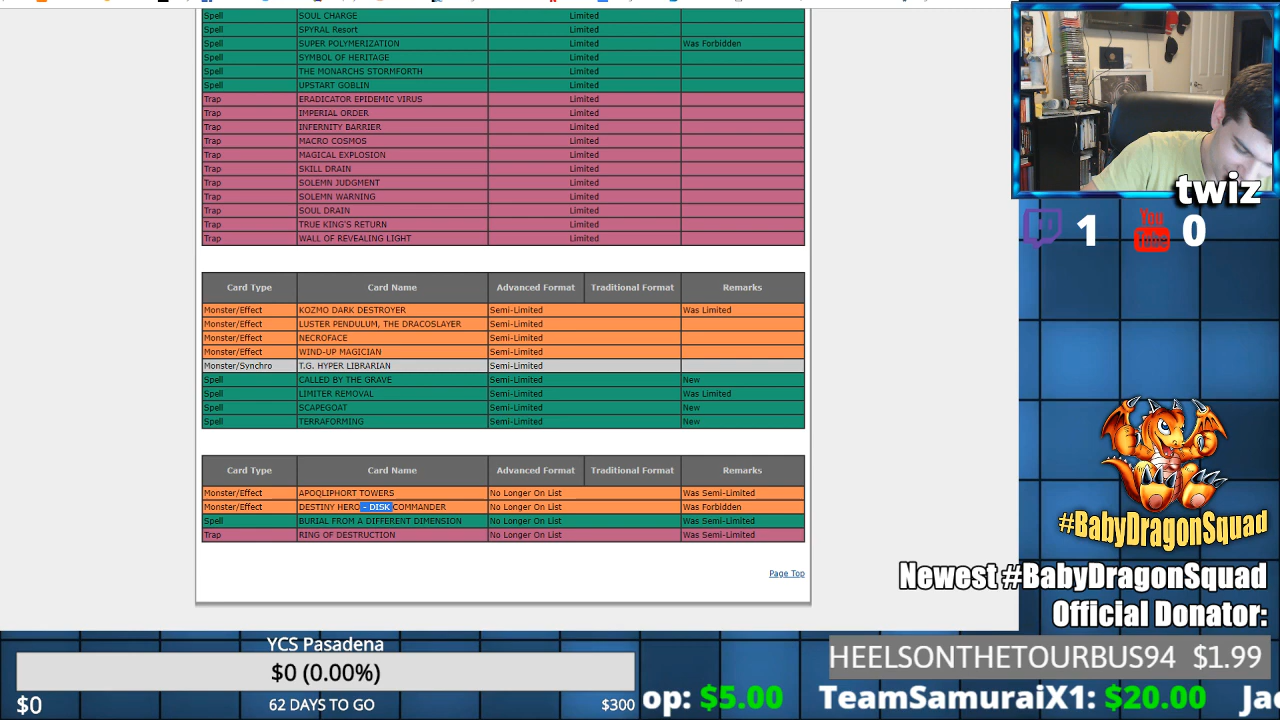 Spell SOUL CHARGE Limited
Spell SPYRAL Resort Limited
Spell SUPER POLYMERIZATION Limited Was Forbidden
Spell SYMBOL OF HERITAGE Limited
Spell THE MONARCHS STORMFORTH Limited
Spell UPSTART GOBLIN Limited
Trap ERADICATOR EPIDEMIC VIRUS Limited
Trap IMPERIAL ORDER Limited
Trap INFERNITY BARRIER Limited
Trap MACRO COSMOS Limited
Trap MAGICAL EXPLOSION Limited
Trap SKILL DRAIN Limited
Trap SOLEMN JUDGMENT Limited
Trap SOLEMN WARNING Limited
Trap SOUL DRAIN Limited
Trap TRUE KING'S RETURN Limited
Trap WALL OF REVEALING LIGHT Limited
Card Type Card Name Advanced Format Traditional Format Remarks
Monster/Effect KOZMO DARK DESTROYER Semi-Limited Was Limited
Monster/Effect LUSTER PENDULUM, THE DRACOSLAYER Semi-Limited
Monster/Effect NECROFACE Semi-Limited
Monster/Effect WIND-UP MAGICIAN Semi-Limited
Monster/Synchro T.G. HYPER LIBRARIAN Semi-Limited
Spell CALLED BY THE GRAVE Semi-Limited New
Spell LIMITER REMOVAL Semi-Limited Was Limited
Spell SCAPEGOAT Semi-Limited New
Spell TERRAFORMING Semi-Limited New
Card Type Card Name Advanced Format Traditional Format Remarks
Monster/Effect APOQLIPHORT TOWERS No Longer On List Was Semi-Limited
Monster/Effect DESTINY HERO - DISK COMMANDER No Longer On List Was Forbidden
Spell BURIAL FROM A DIFFERENT DIMENSION No Longer On List Was Semi-Limited
Trap RING OF DESTRUCTION No Longer On List Was Semi-Limited
Page Top
twiz
1 You Tube 0
#BabyDragonSquad
Newest #BabyDragonSquad
Official Donator:
HEELSONTHETOURBUS94 $1.99
YCS Pasadena
$0 (0.00%)
$0 62 DAYS TO GO $300
op: $5.00 TeamSamuraiX1: $20.00 Ja